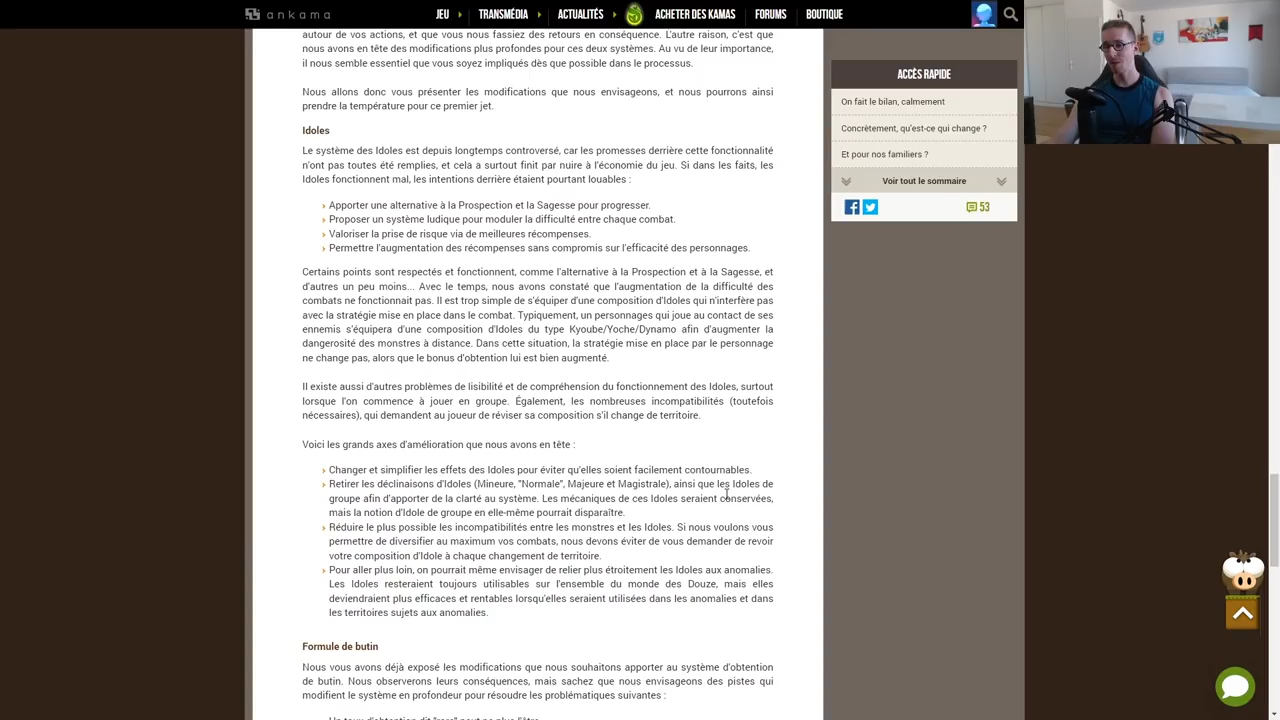 ankama
JEU
TRANSMÉDIA
ACTUALITÉS
ACHETER DES KAMAS
FORUMS
BOUTIQUE
autour de vos actions, et que vous fassiez des retours en conséquence. L'autre raison, c'est que
nous avons en tête des modifications plus profondes pour ces deux systèmes. Au vu de leur importance,
il nous semble essentiel que vous soyez impliqués dès que possible dans le processus.
Nous allons donc vous présenter les modifications que nous envisageons, et nous pourrons ainsi
prendre la température pour ce premier jet.
Idoles
Le système des Idoles est depuis longtemps controversé, car les promesses derrière cette fonctionnalité
n'ont pas toutes été remplies, et cela a surtout finit par nuire à l'économie du jeu. Si dans les faits, les
Idoles fonctionnent mal, les intentions derrière étaient pourtant louables :
Apporter une alternative à la Prospection et la Sagesse pour progresser.
Proposer un système ludique pour moduler la difficulté entre chaque combat.
Valoriser la prise de risque via de meilleures récompenses.
Permettre l'augmentation des récompenses sans compromis sur l'efficacité des personnages.
Certains points sont respectés et fonctionnent, comme l'alternative à la Prospection et à la Sagesse, et
d'autres un peu moins... Avec le temps, nous avons constaté que l'augmentation de la difficulté des
combats ne fonctionnait pas. Il est trop simple de s'équiper d'une composition d'Idoles qui n'interfère pas
avec la stratégie mise en place dans le combat. Typiquement, un personnages qui joue au contact de ses
ennemis s'équipera d'une composition d'Idoles du type Kyoube/Yoche/Dynamo afin d'augmenter la
dangerosité des monstres à distance. Dans cette situation, la stratégie mise en place par le personnage
ne change pas, alors que le bonus d'obtention lui est bien augmenté.
Il existe aussi d'autres problèmes de lisibilité et de compréhension du fonctionnement des Idoles, surtout
lorsque l'on commence à jouer en groupe. Également, les nombreuses incompatibilités (toutefois
nécessaires), qui demandent au joueur de réviser sa composition s'il change de territoire.
Voici les grands axes d'amélioration que nous avons en tête :
Changer et simplifier les effets des Idoles pour éviter qu'elles soient facilement contournables.
Retirer les déclinaisons d'Idoles (Mineure, "Normale", Majeure et Magistrale), ainsi que les Idoles de
groupe afin d'apporter de la clarté au système. Les mécaniques de ces Idoles seraient conservées,
mais la notion d'Idole de groupe en elle-même pourrait disparaître.
Réduire le plus possible les incompatibilités entre les monstres et les Idoles. Si nous voulons vous
permettre de diversifier au maximum vos combats, nous devons éviter de vous demander de revoir
votre composition d'Idole à chaque changement de territoire.
Pour aller plus loin, on pourrait même envisager de relier plus étroitement les Idoles aux anomalies.
Les Idoles resteraient toujours utilisables sur l'ensemble du monde des Douze, mais elles
deviendraient plus efficaces et rentables lorsqu'elles seraient utilisées dans les anomalies et dans
les territoires sujets aux anomalies.
Formule de butin
Nous vous avons déjà exposé les modifications que nous souhaitons apporter au système d'obtention
de butin. Nous observerons leurs conséquences, mais sachez que nous envisageons des pistes qui
modifient le système en profondeur pour résoudre les problématiques suivantes :
Un taux d'obtention dit "rare" peut ne plus l'être
ACCÈS RAPIDE
On fait le bilan, calmement
Concrètement, qu'est-ce qui change ?
Et pour nos familiers ?
Voir tout le sommaire
53